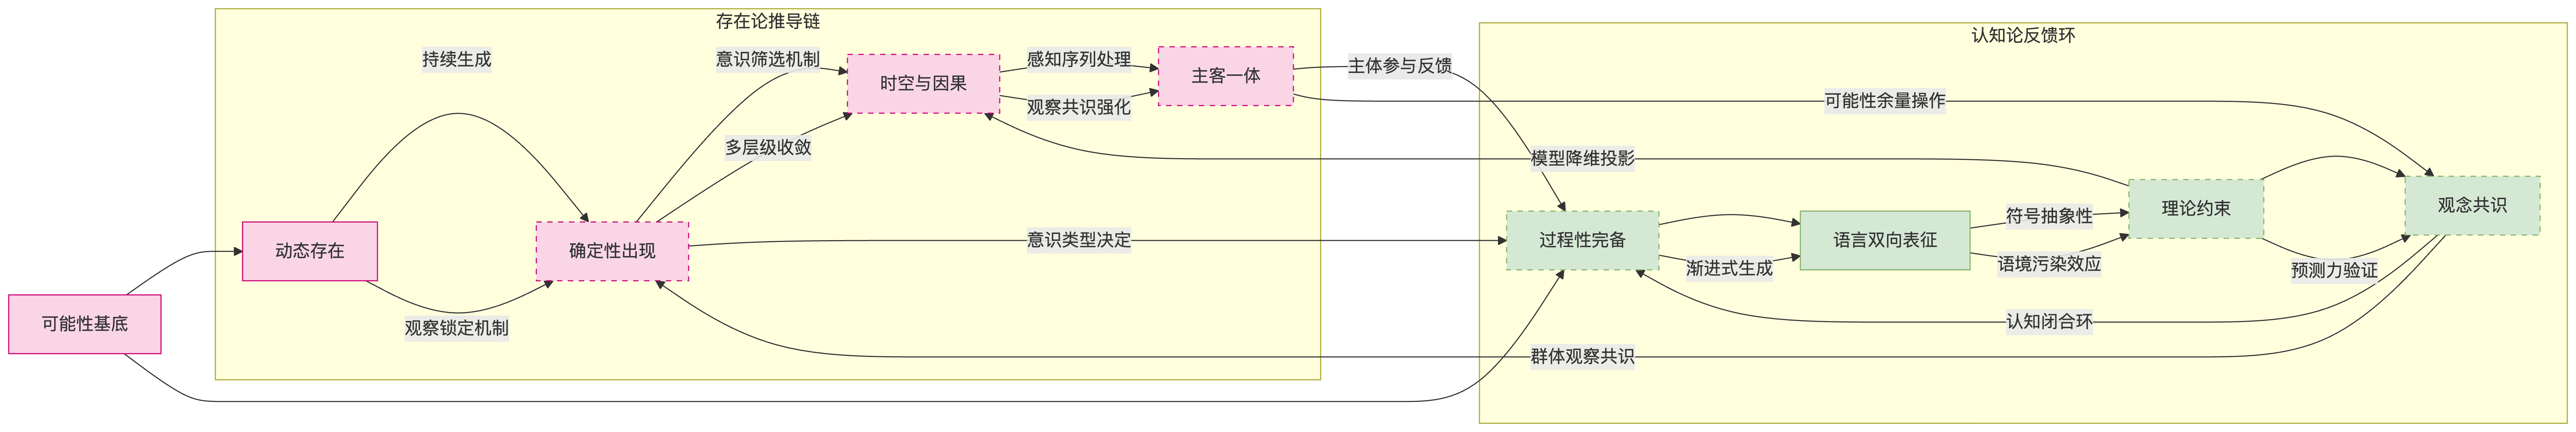 存在论推导链
认知论反馈环
持续生成
意识筛选机制
感知序列处理
主客一体
主体参与反馈
时空与因果
观察共识强化
可能性余量操作
多层级收敛
模型降维投影
动态存在
确定性出现
意识类型决定
过程性完备
语言双向表征
符号抽象性
理论约束
观念共识
渐进式生成
语境污染效应
预测力验证
可能性基底
观察锁定机制
认知闭合环
群体观察共识